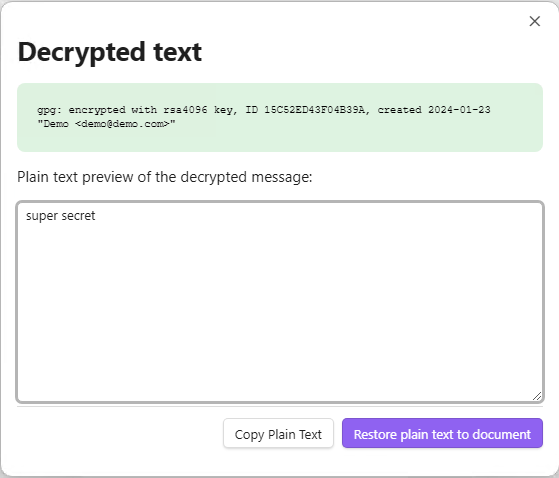 Decrypted text
gpg: encrypted with rsa4096 key, ID 15C52ED43F04B39A, created 2024-01-23
"Demo <demo@demo.com>"
Plain text preview of the decrypted message:
super secret
Copy Plain Text
Restore plain text to document